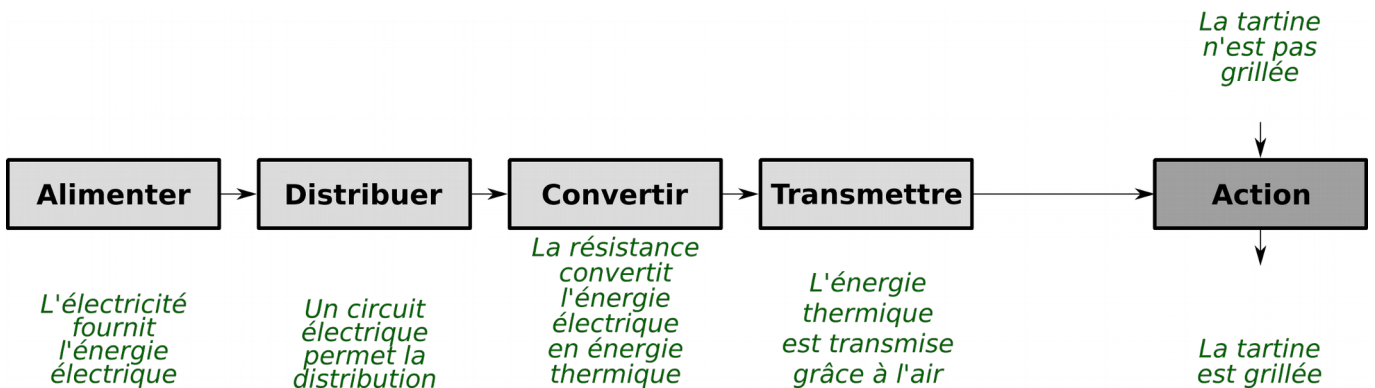 La tartine
n'est pas
grillée
Alimenter
Distribuer
Convertir
Transmettre
Action
L'électricité
fournit
l'énergie
électrique
Un circuit
électrique
permet la
distribution
La résistance
convertit
l'énergie
électrique
en énergie
thermique
L'énergie
thermique
est transmise
grâce à l'air
La tartine
est grillée